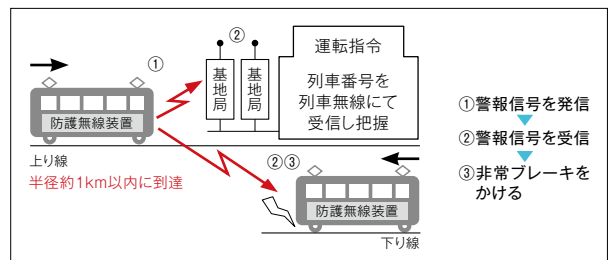 ①
防護無線装置
上り線
半径約1km以内に到達
②
基地局
基地局
運転指令
列車番号を
列車無線にて
受信し把握
②③
防護無線装置
下り線
①警報信号を発信
②警報信号を受信
③非常ブレーキを
かける